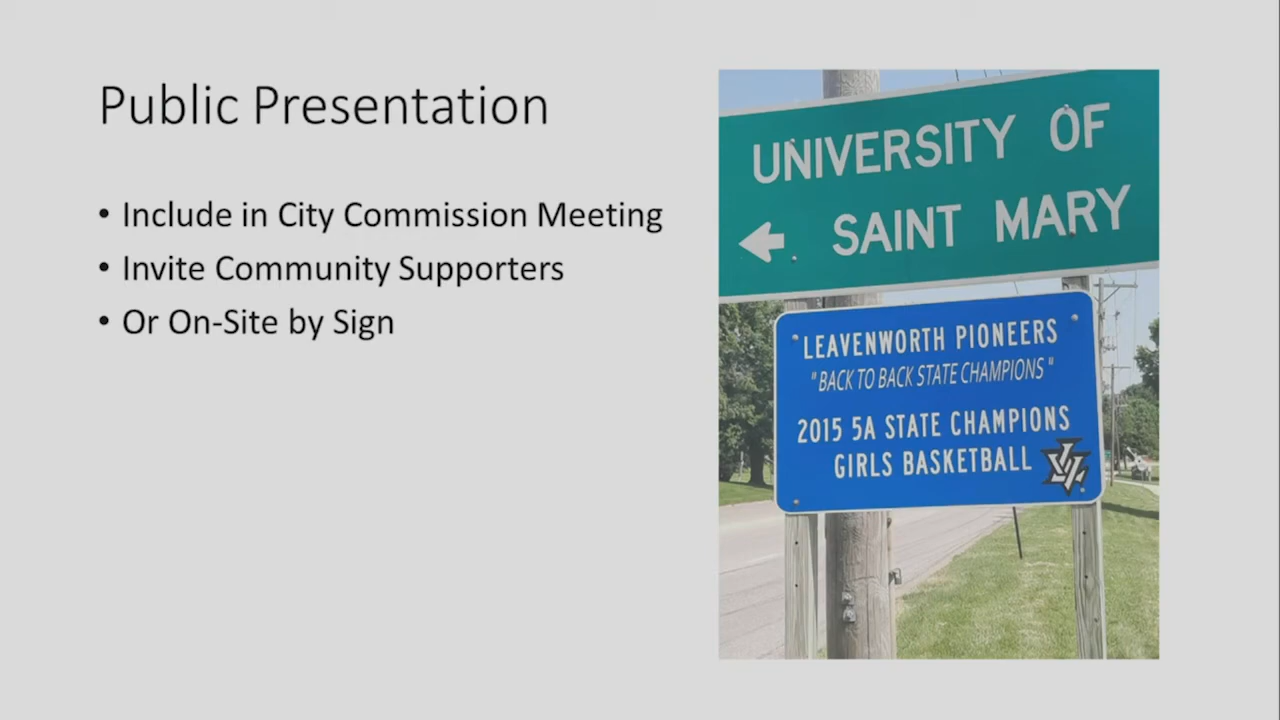 Public Presentation
• Include in City Commission Meeting
• Invite Community Supporters
• Or On-Site by Sign
UNIVERSITY OF
SAINT MARY
LEAVENWORTH PIONEERS
"BACK TO BACK STATE CHAMPIONS"
2015 5A STATE CHAMPIONS
GIRLS BASKETBALL